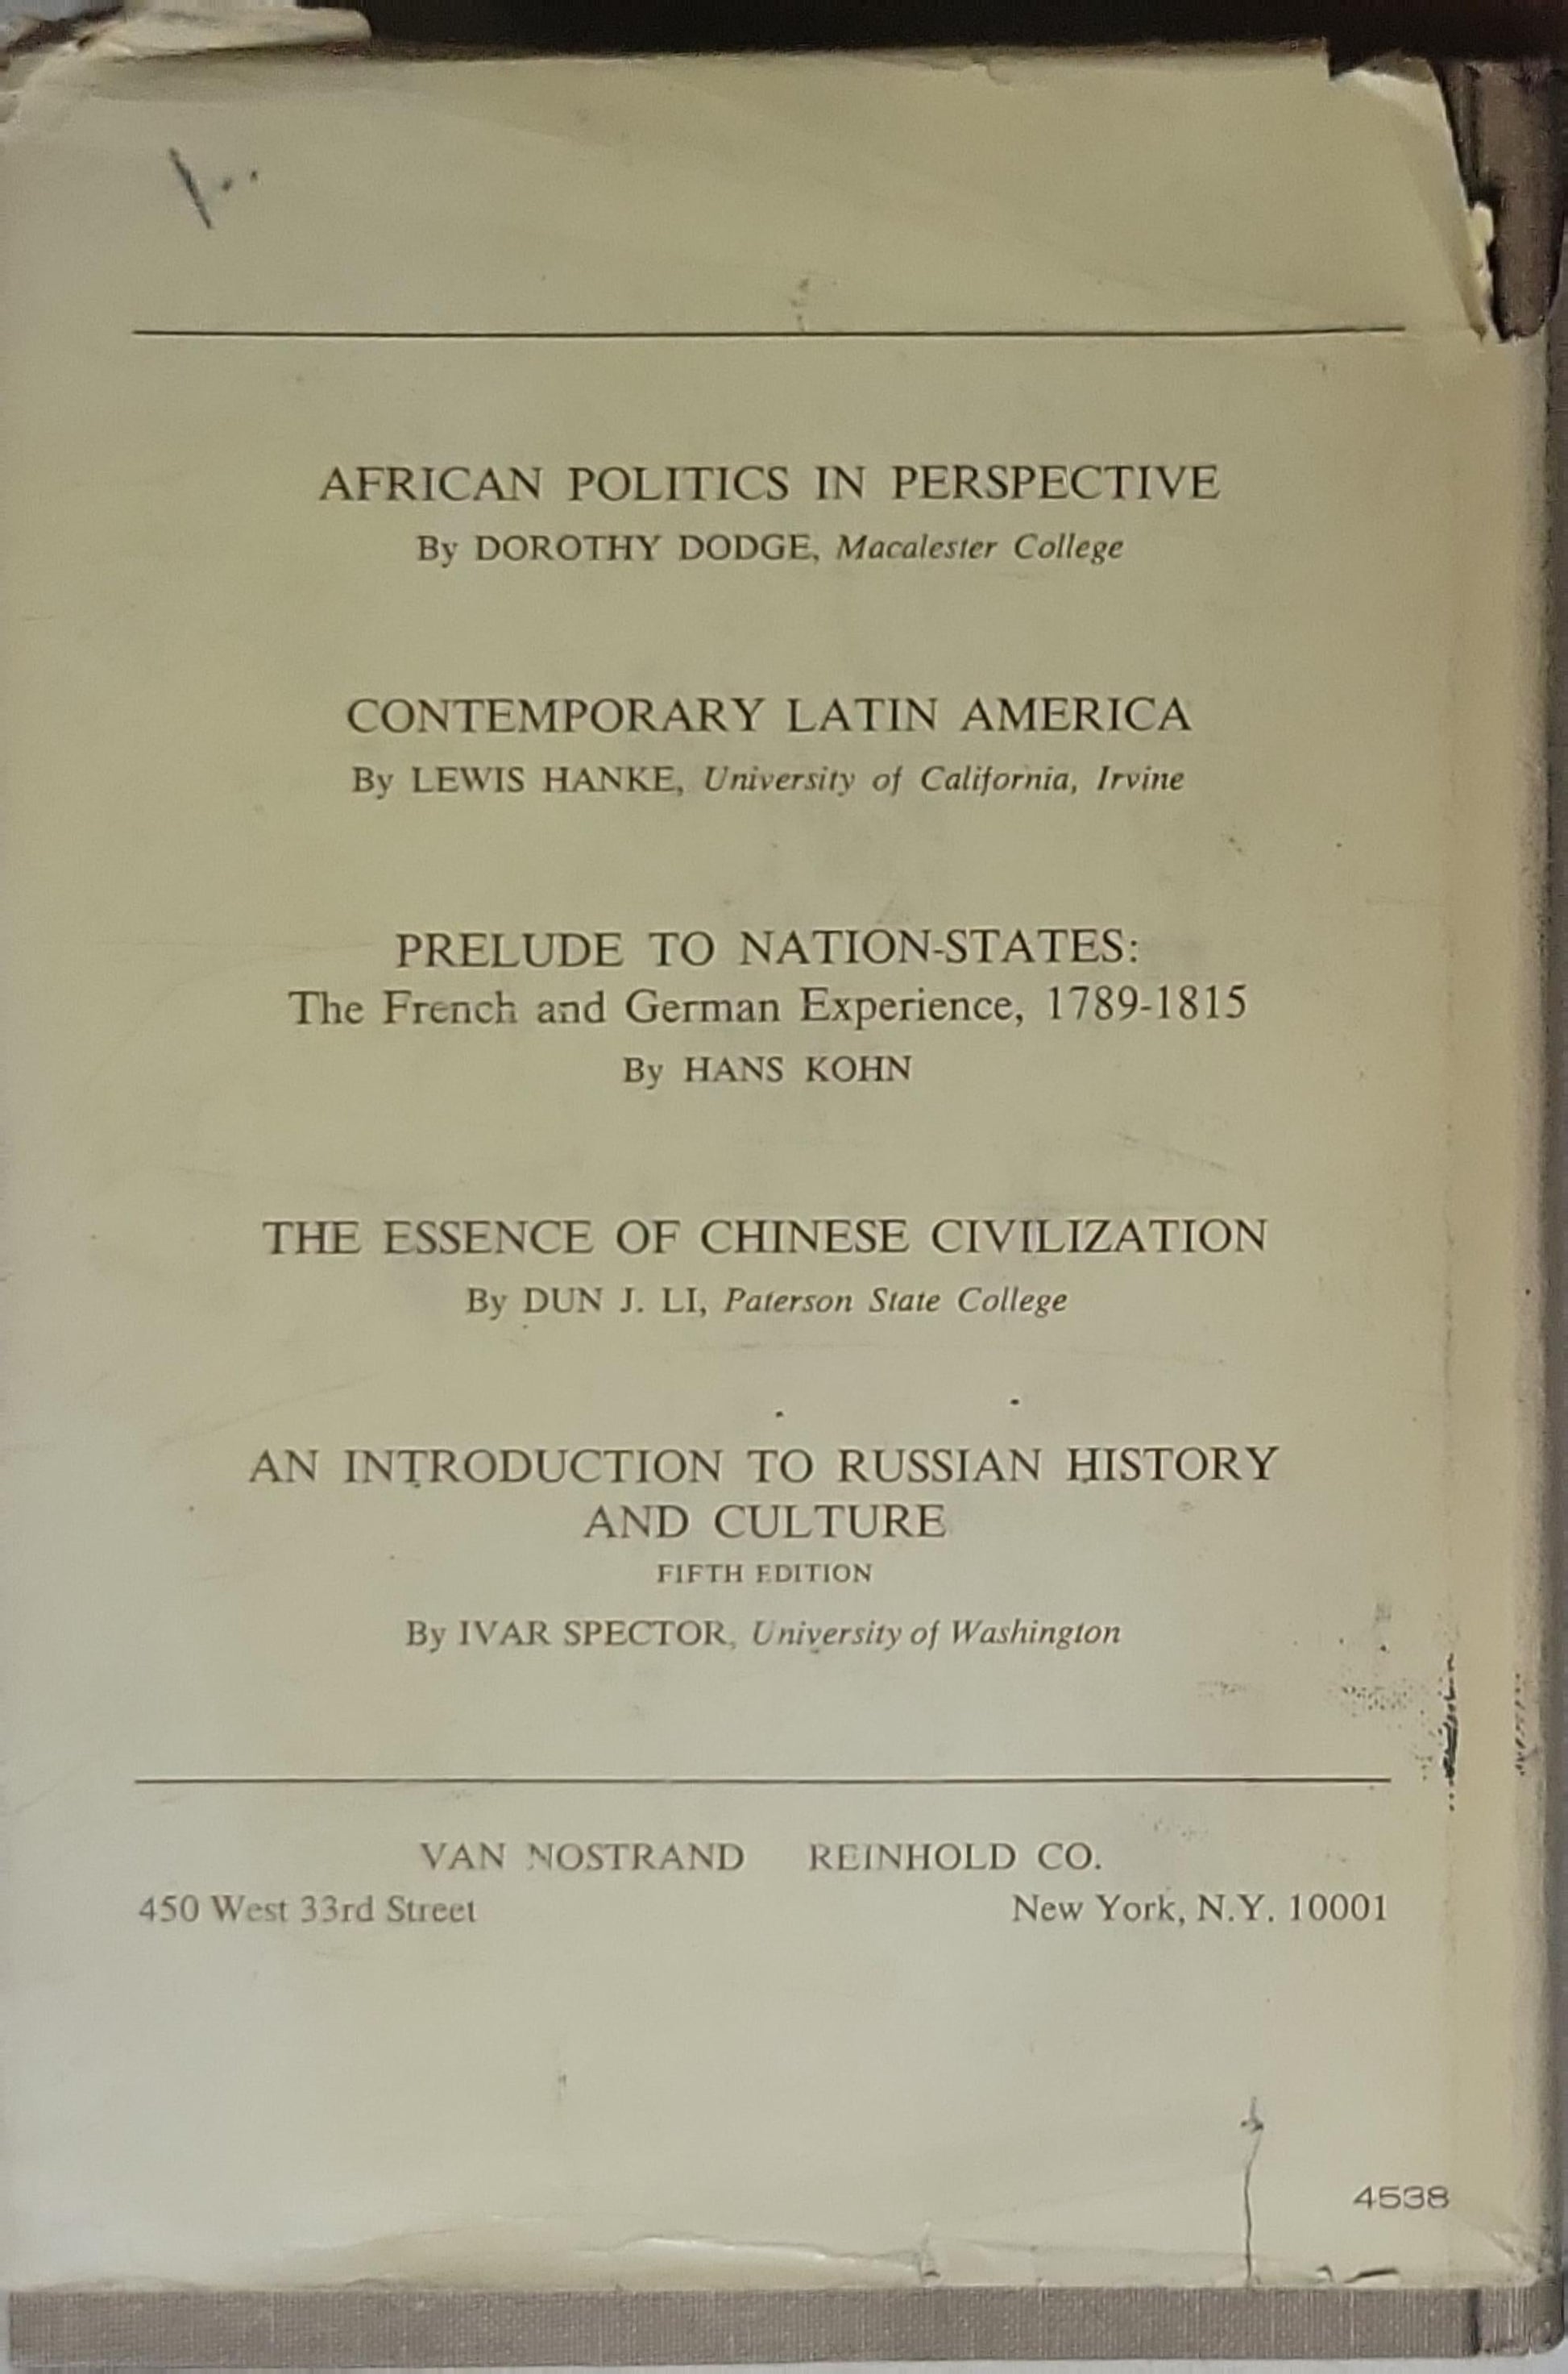 AFRICAN POLITICS IN PERSPECTIVE
By DOROTHY DODGE, Macalester College
CONTEMPORARY LATIN AMERICA
By LEWIS HANKE, University of California, Irvine
PRELUDE TO NATION-STATES:
The French and German Experience, 1789-1815
By HANS KOHN
THE ESSENCE OF CHINESE CIVILIZATION
By DUN J. LI, Paterson State College
AN INTRODUCTION TO RUSSIAN HISTORY
AND CULTURE
FIFTH EDITION
By IVAR SPECTOR, University of Washington
VAN NOSTRAND REINHOLD CO.
450 West 33rd Street New York, N.Y. 10001
4538